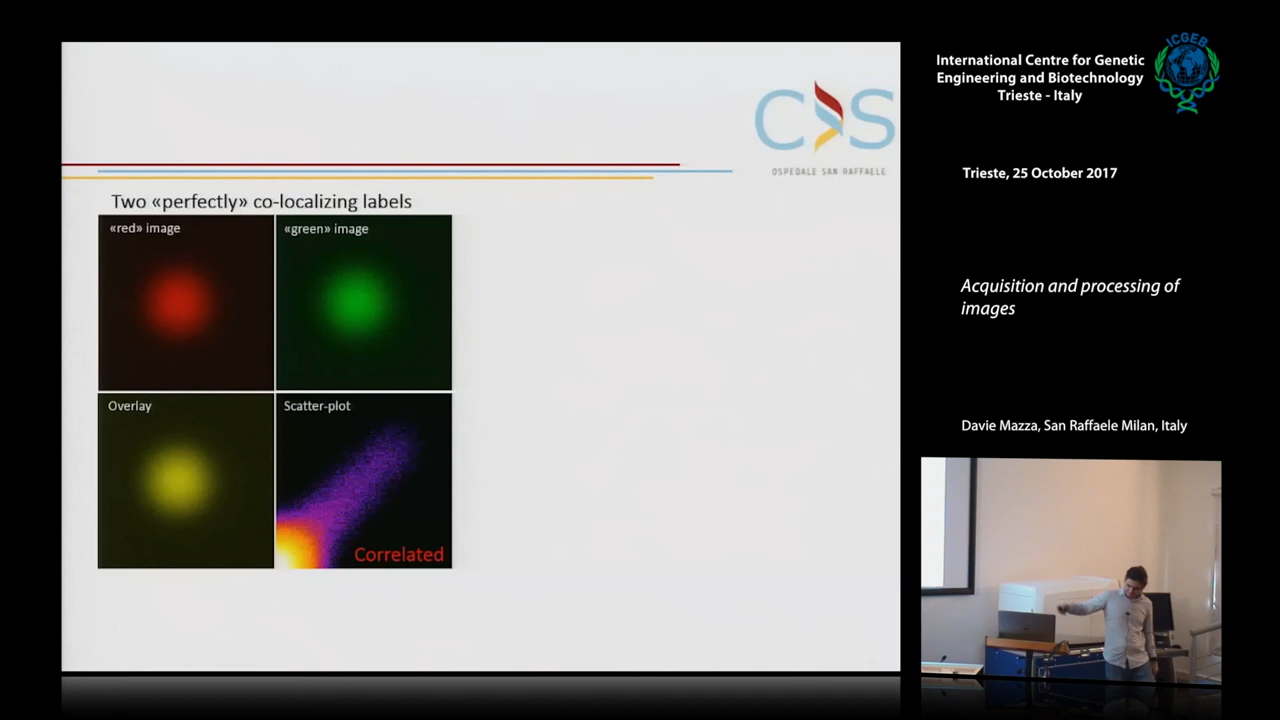 CS
OSPEDALE SAN RAFFAELE
Two «perfectly» co-localizing labels
«red» image
«green» image
Overlay
Scatter-plot
Correlated
International Centre for Genetic
Engineering and Biotechnology
Trieste - Italy
ICGEB
Trieste, 25 October 2017
Acquisition and processing of
images
Davie Mazza, San Raffaele Milan, Italy